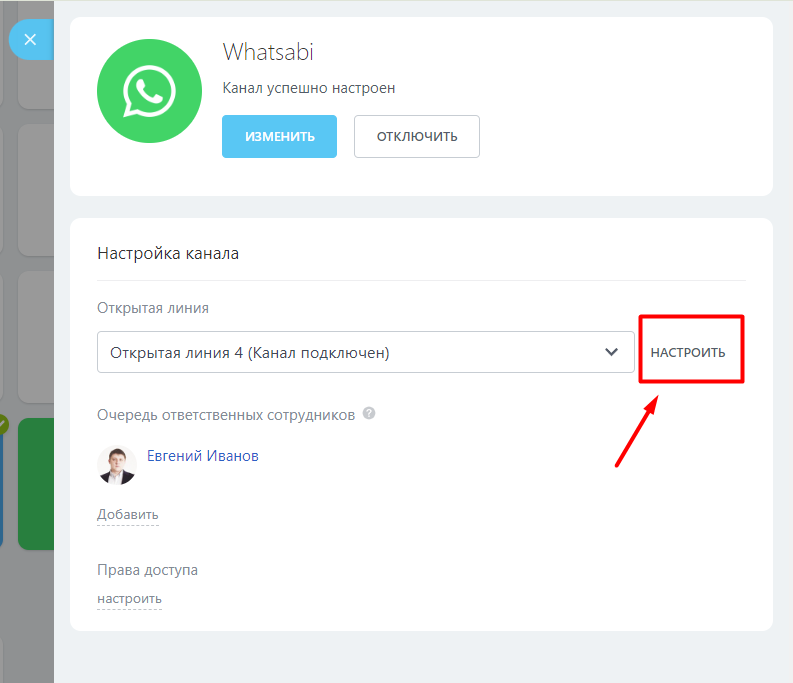 Whatsabi
Канал успешно настроен
ИЗМЕНИТЬ
ОТКЛЮЧИТЬ
Настройка канала
Открытая линия
Открытая линия 4 (Канал подключен)
НАСТРОИТЬ
Очередь ответственных сотрудников ?
Евгений Иванов
Добавить
Права доступа
настроить